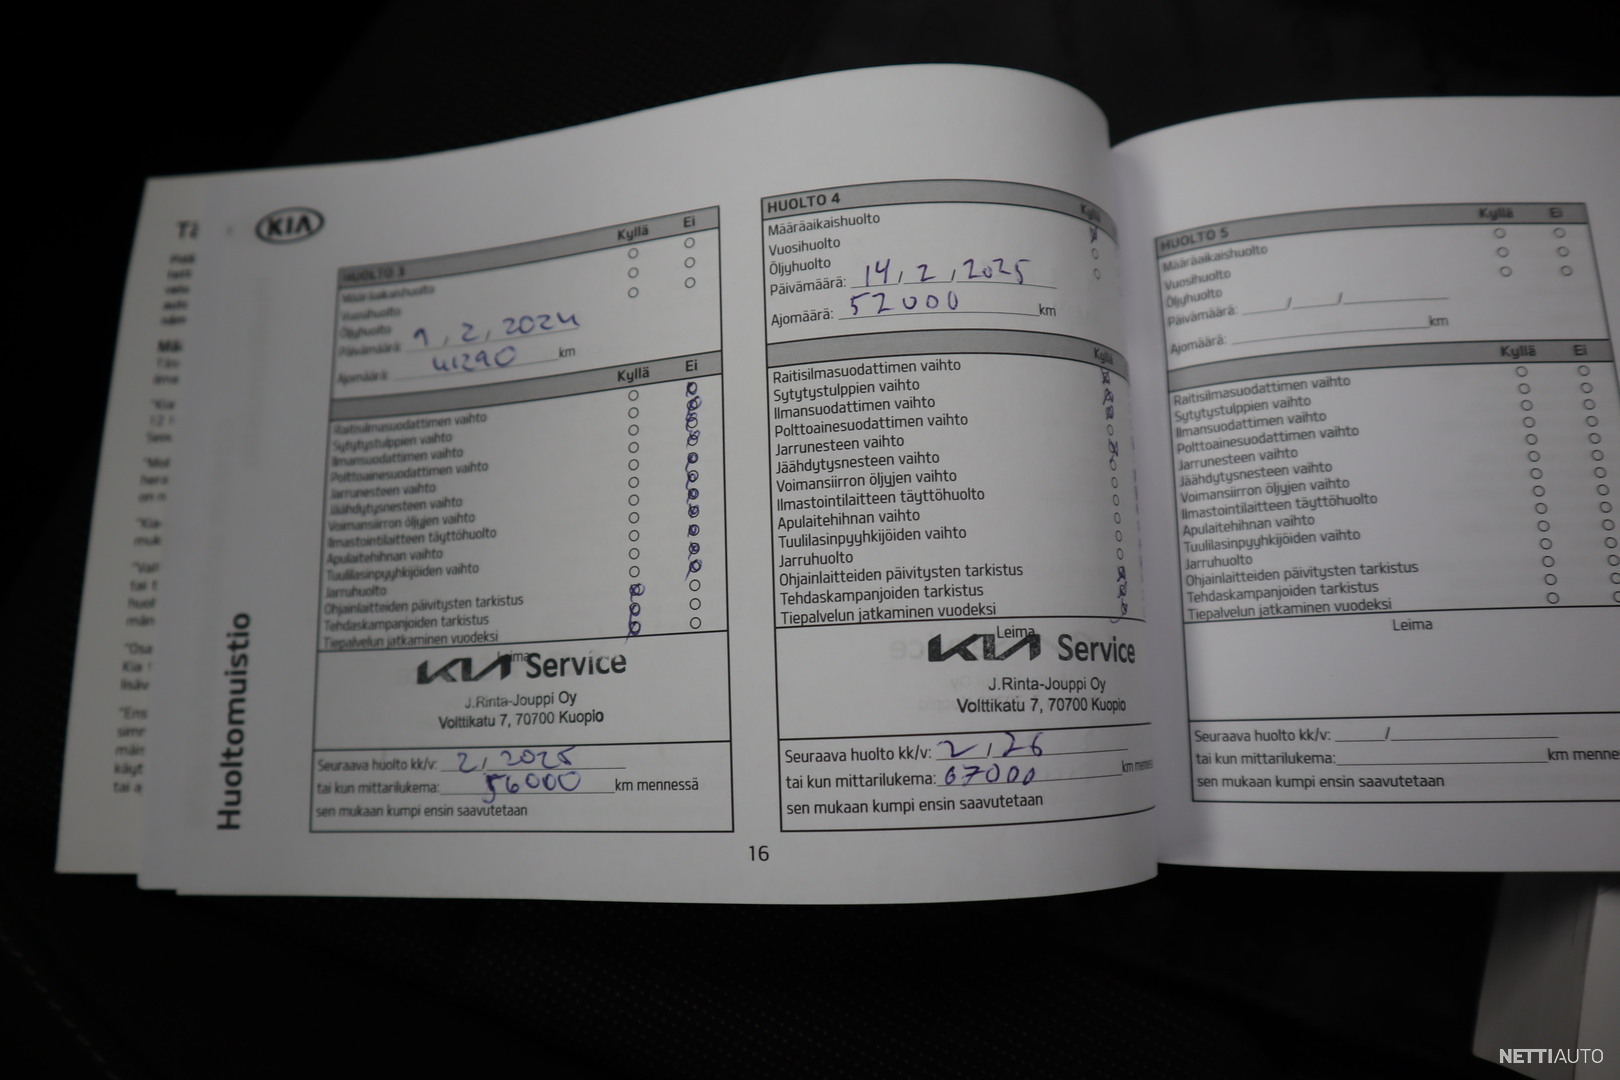 KIA
Huoltomuistio
HUOLTO 3
Kyllä Ei
Määräaikaishuolto
Vuosihuolto
Öljyhuolto
Päivämäärä: 9, 2, 2024
Ajomäärä: 41290 km
Kyllä Ei
Raitisilmasuodattimen vaihto
Sytytystulppien vaihto
Ilmansuodattimen vaihto
Polttoainesuodattimen vaihto
Jarrunesteen vaihto
Jäähdytysnesteen vaihto
Voimansiirron öljyjen vaihto
Ilmastointilaitteen täyttöhuolto
Apulaitehihnan vaihto
Tuulilasinpyyhkijöiden vaihto
Jarruhuolto
Ohjainlaitteiden päivitysten tarkistus
Tehdaskampanjoiden tarkistus
Tiepalvelun jatkaminen vuodeksi
Leima
KIA Service
J.Rinta-Jouppi Oy
Volttikatu 7, 70700 Kuopio
Seuraava huolto kk/v: 2, 2025
tai kun mittarilukema: 56000 km mennessä
sen mukaan kumpi ensin saavutetaan
HUOLTO 4
Kyllä
Määräaikaishuolto
Vuosihuolto
Öljyhuolto
Päivämäärä: 14, 2, 2025
Ajomäärä: 52000 km
Kyllä
Raitisilmasuodattimen vaihto
Sytytystulppien vaihto
Ilmansuodattimen vaihto
Polttoainesuodattimen vaihto
Jarrunesteen vaihto
Jäähdytysnesteen vaihto
Voimansiirron öljyjen vaihto
Ilmastointilaitteen täyttöhuolto
Apulaitehihnan vaihto
Tuulilasinpyyhkijöiden vaihto
Jarruhuolto
Ohjainlaitteiden päivitysten tarkistus
Tehdaskampanjoiden tarkistus
Tiepalvelun jatkaminen vuodeksi
Leima
KIA Service
J.Rinta-Jouppi Oy
Volttikatu 7, 70700 Kuopio
Seuraava huolto kk/v: 2, 26
tai kun mittarilukema: 67000 km
sen mukaan kumpi ensin saavutetaan
16
HUOLTO 5
Kyllä Ei
Määräaikaishuolto
Vuosihuolto
Öljyhuolto
Päivämäärä: / /
Ajomäärä: km
Kyllä Ei
Raitisilmasuodattimen vaihto
Sytytystulppien vaihto
Ilmansuodattimen vaihto
Polttoainesuodattimen vaihto
Jarrunesteen vaihto
Jäähdytysnesteen vaihto
Voimansiirron öljyjen vaihto
Ilmastointilaitteen täyttöhuolto
Apulaitehihnan vaihto
Tuulilasinpyyhkijöiden vaihto
Jarruhuolto
Ohjainlaitteiden päivitysten tarkistus
Tehdaskampanjoiden tarkistus
Tiepalvelun jatkaminen vuodeksi
Leima
Seuraava huolto kk/v: /
tai kun mittarilukema: km menne
sen mukaan kumpi ensin saavutetaan
NETTIAUTO